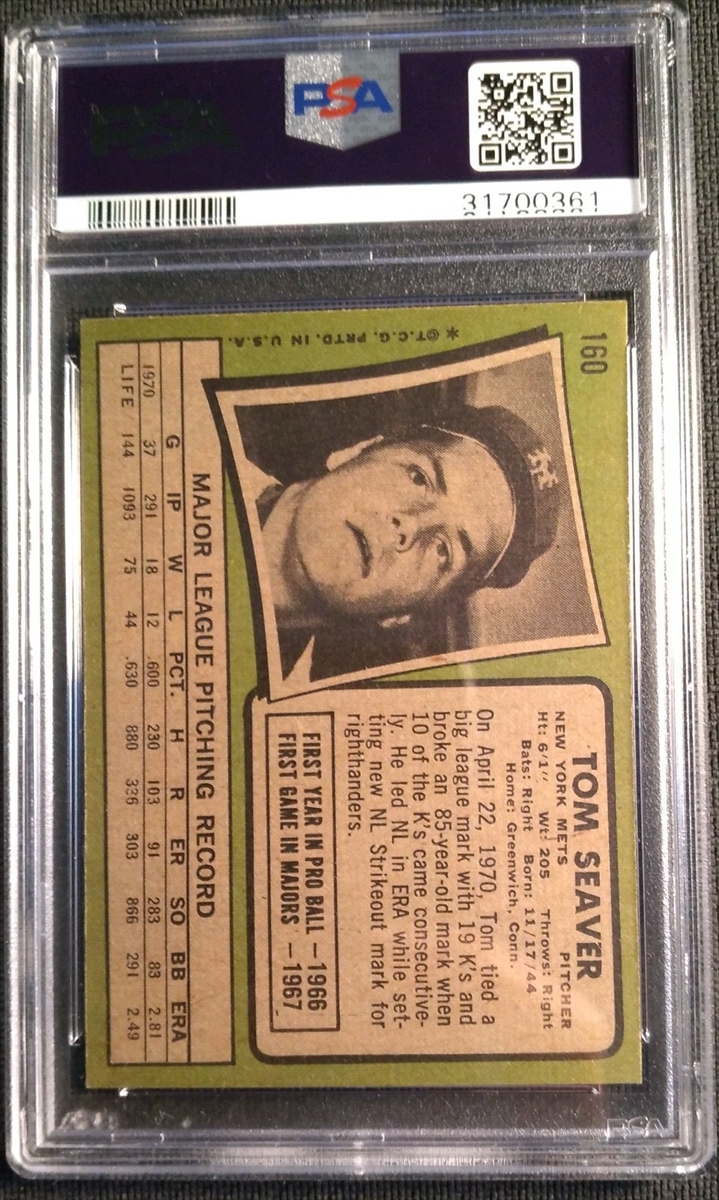 PSA
31700361
160
*©T.C.G. PRTD. IN U.S.A.
TOM SEAVER
NEW YORK METS PITCHER
Ht: 6'1" Wt: 205 Throws: Right
Bats: Right Born: 11/17/44
Home: Greenwich, Conn.
On April 22, 1970, Tom tied a
big league mark with 19 K's and
broke an 85-year-old mark when
10 of the K's came consecutive-
ly. He led NL in ERA while set-
ting new NL Strikeout mark for
righthanders.
FIRST YEAR IN PRO BALL —1966
FIRST GAME IN MAJORS —1967
MAJOR LEAGUE PITCHING RECORD
G IP W L PCT. H R ER SO BB ERA
1970 37 291 18 12 .600 230 103 91 283 83 2.81
LIFE 144 1093 75 44 .630 880 336 303 866 291 2.49
PSA